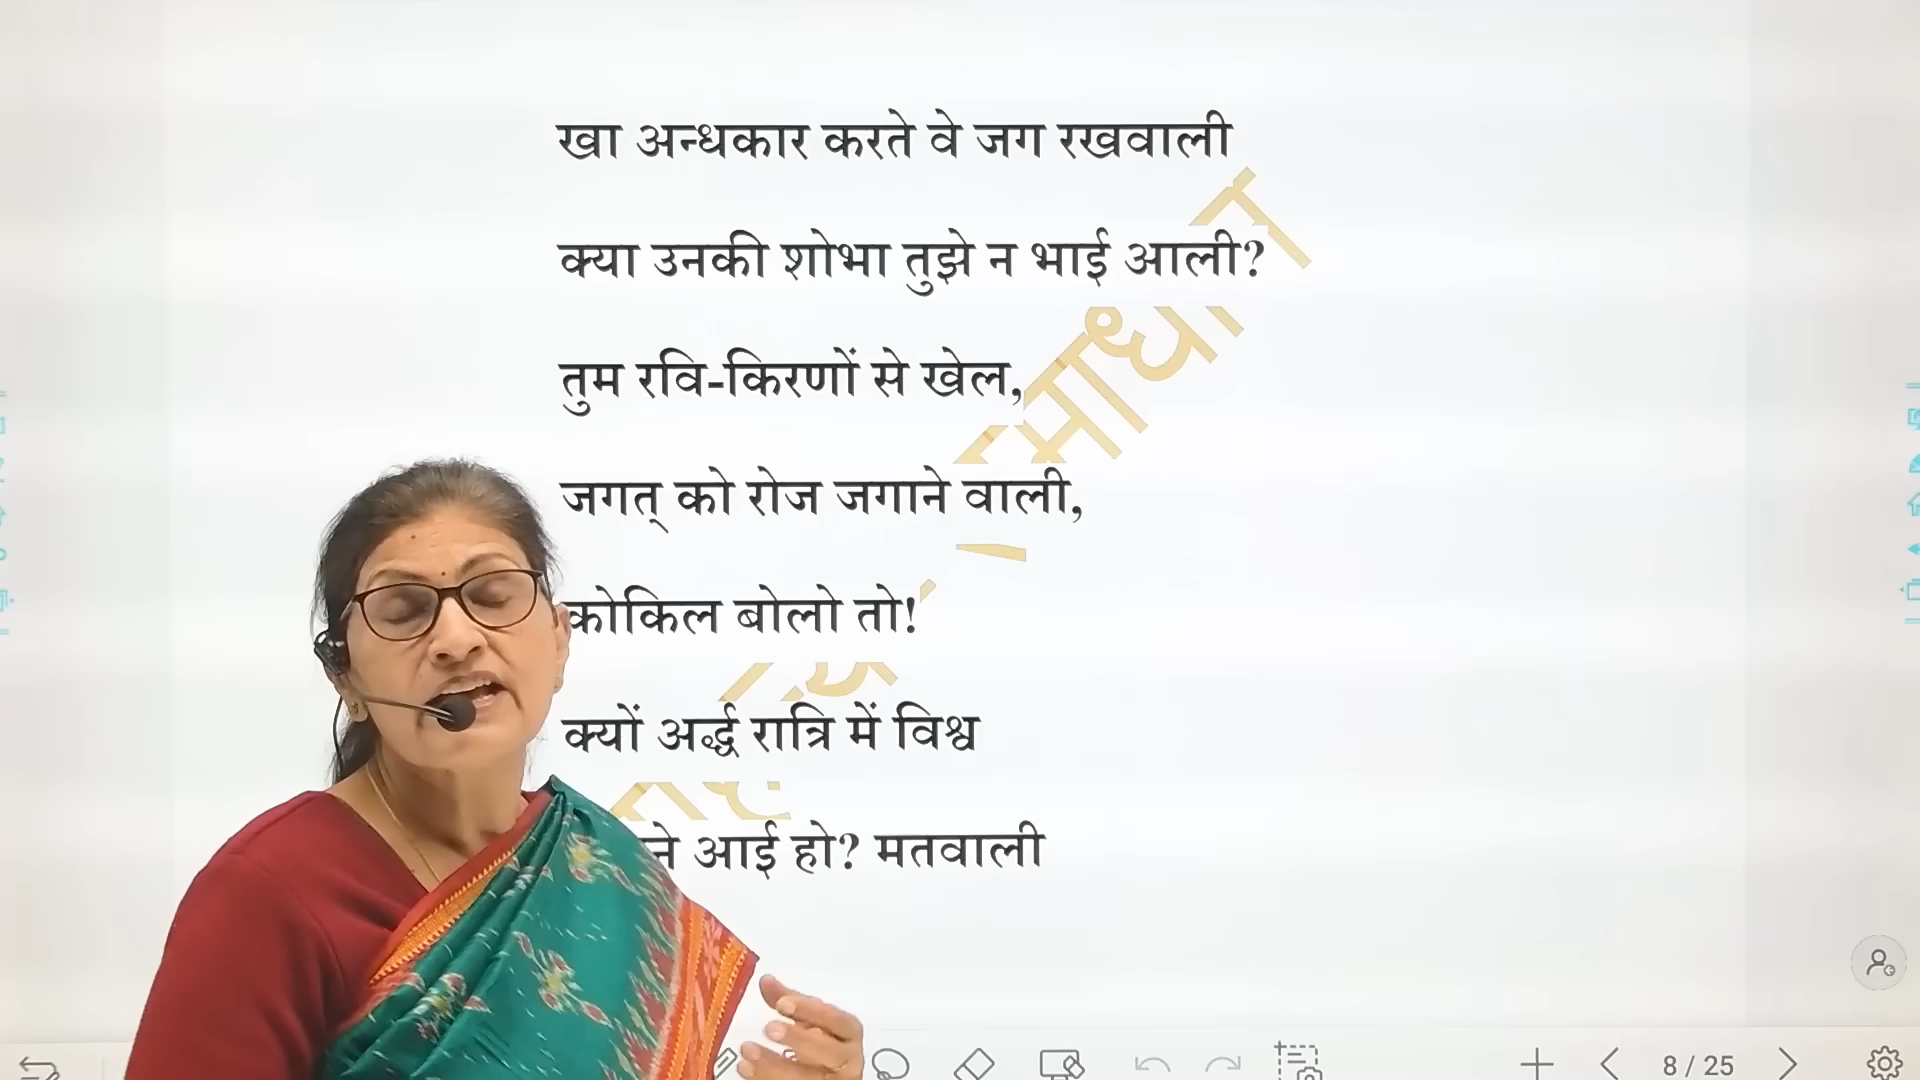 खा अन्धकार करते वे जग रखवाली
क्या उनकी शोभा तुझे न भाई आली?
तुम रवि-किरणों से खेल,
जगत् को रोज जगाने वाली,
कोकिल बोलो तो!
क्यों अर्द्ध रात्रि में विश्व
ने आई हो? मतवाली
8 / 25